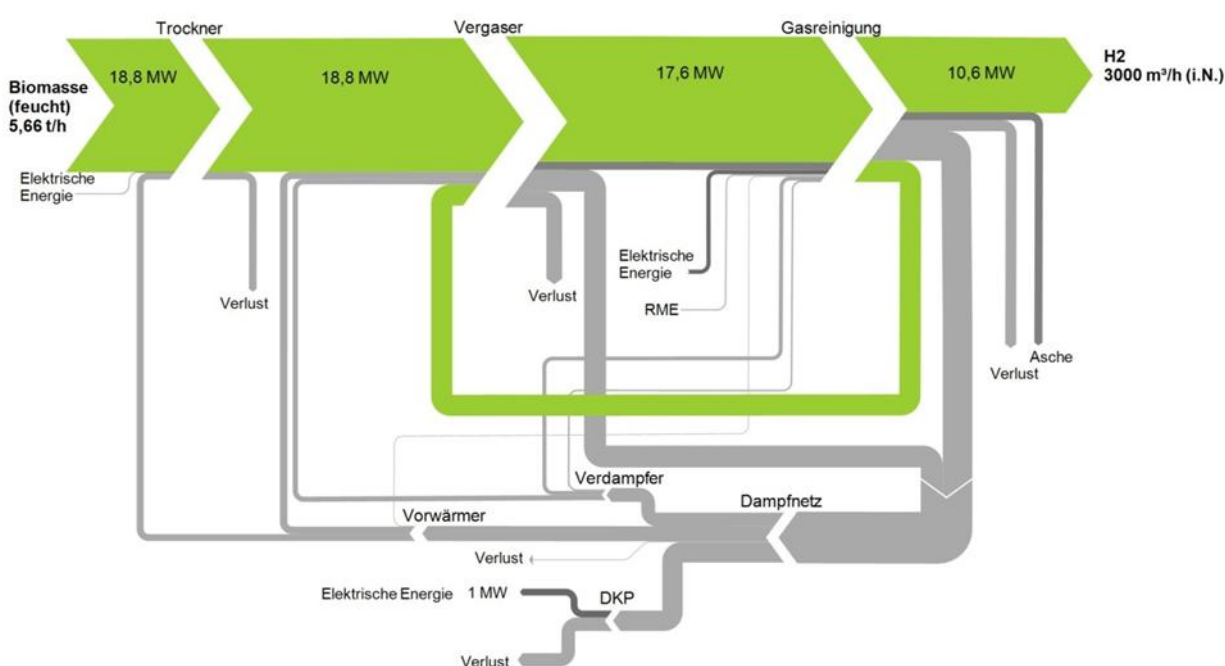 Trockner
Vergaser
Gasreinigung
18,8 MW
18,8 MW
17,6 MW
10,6 MW
H2
3000 m³/h (i.N.)
Biomasse
(feucht)
5,66 t/h
Elektrische
Energie
Verlust
Verlust
Elektrische
Energie
RME
Asche
Verlust
Verdampfer
Dampfnetz
Vorwärmer
Verlust
Elektrische Energie 1 MW
DKP
Verlust